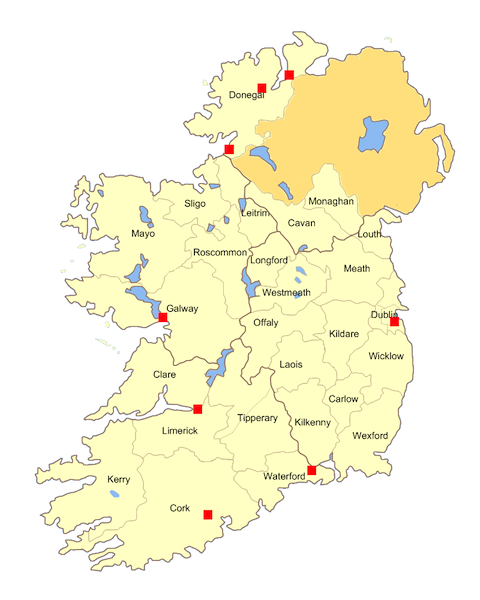 Donegal
Sligo
Leitrim
Monaghan
Cavan
Louth
Mayo
Roscommon
Longford
Meath
Westmeath
Galway
Offaly
Dublin
Kildare
Wicklow
Laois
Clare
Carlow
Tipperary
Kilkenny
Limerick
Wexford
Kerry
Waterford
Cork